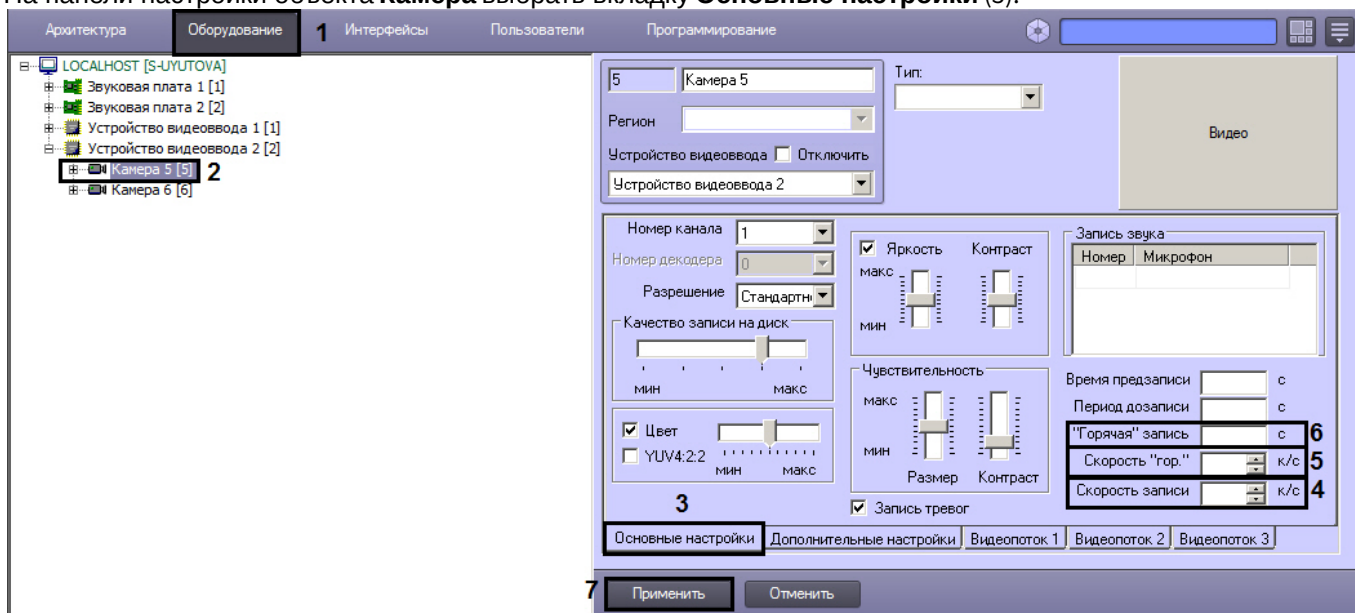 На панели настройки объекта Камера выбрать вкладку Основные настройки (3).
Архитектура Оборудование 1 Интерфейсы Пользователи Программирование
LOCALHOST [S-UYUTOVA]
Звуковая плата 1 [1]
Звуковая плата 2 [2]
Устройство видеоввода 1 [1]
Устройство видеоввода 2 [2]
Камера 5 [5] 2
Камера 6 [6]
5 Камера 5
Тип:
Регион
Устройство видеоввода Отключить
Устройство видеоввода 2
Видео
Номер канала 1
Номер декодера 0
Разрешение Стандартн
Качество записи на диск
мин макс
Цвет
YUV4:2:2
мин макс
3
Яркость Контраст
макс
мин
Чувствительность
макс
мин
Размер Контраст
Запись тревог
Запись звука
Номер Микрофон
Время предзаписи с
Период дозаписи с
"Горячая" запись с 6
Скорость "гор." к/с 5
Скорость записи к/с 4
Основные настройки Дополнительные настройки Видеопоток 1 Видеопоток 2 Видеопоток 3
7 Применить Отменить